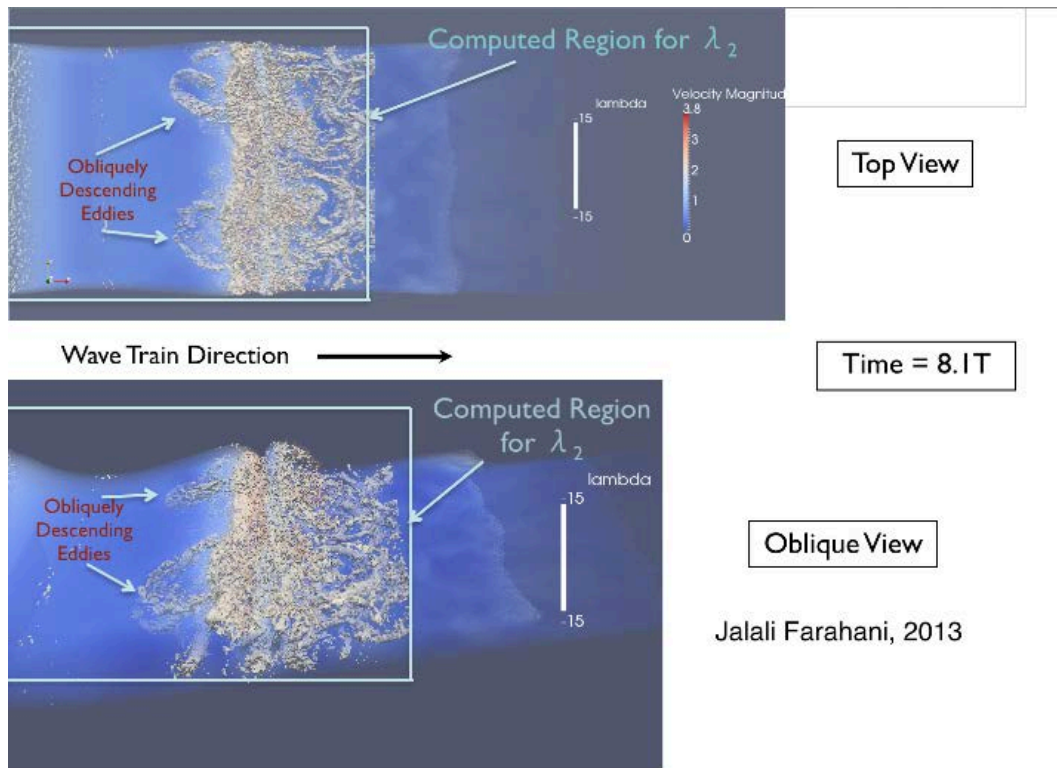 Computed Region for λ₂
lambda
-15
-15
Velocity Magnitud
3.8
3
2
1
0
Obliquely
Descending
Eddies
Top View
Wave Train Direction
Time = 8.1T
Computed Region
for λ₂
lambda
-15
-15
Obliquely
Descending
Eddies
Oblique View
Jalali Farahani, 2013